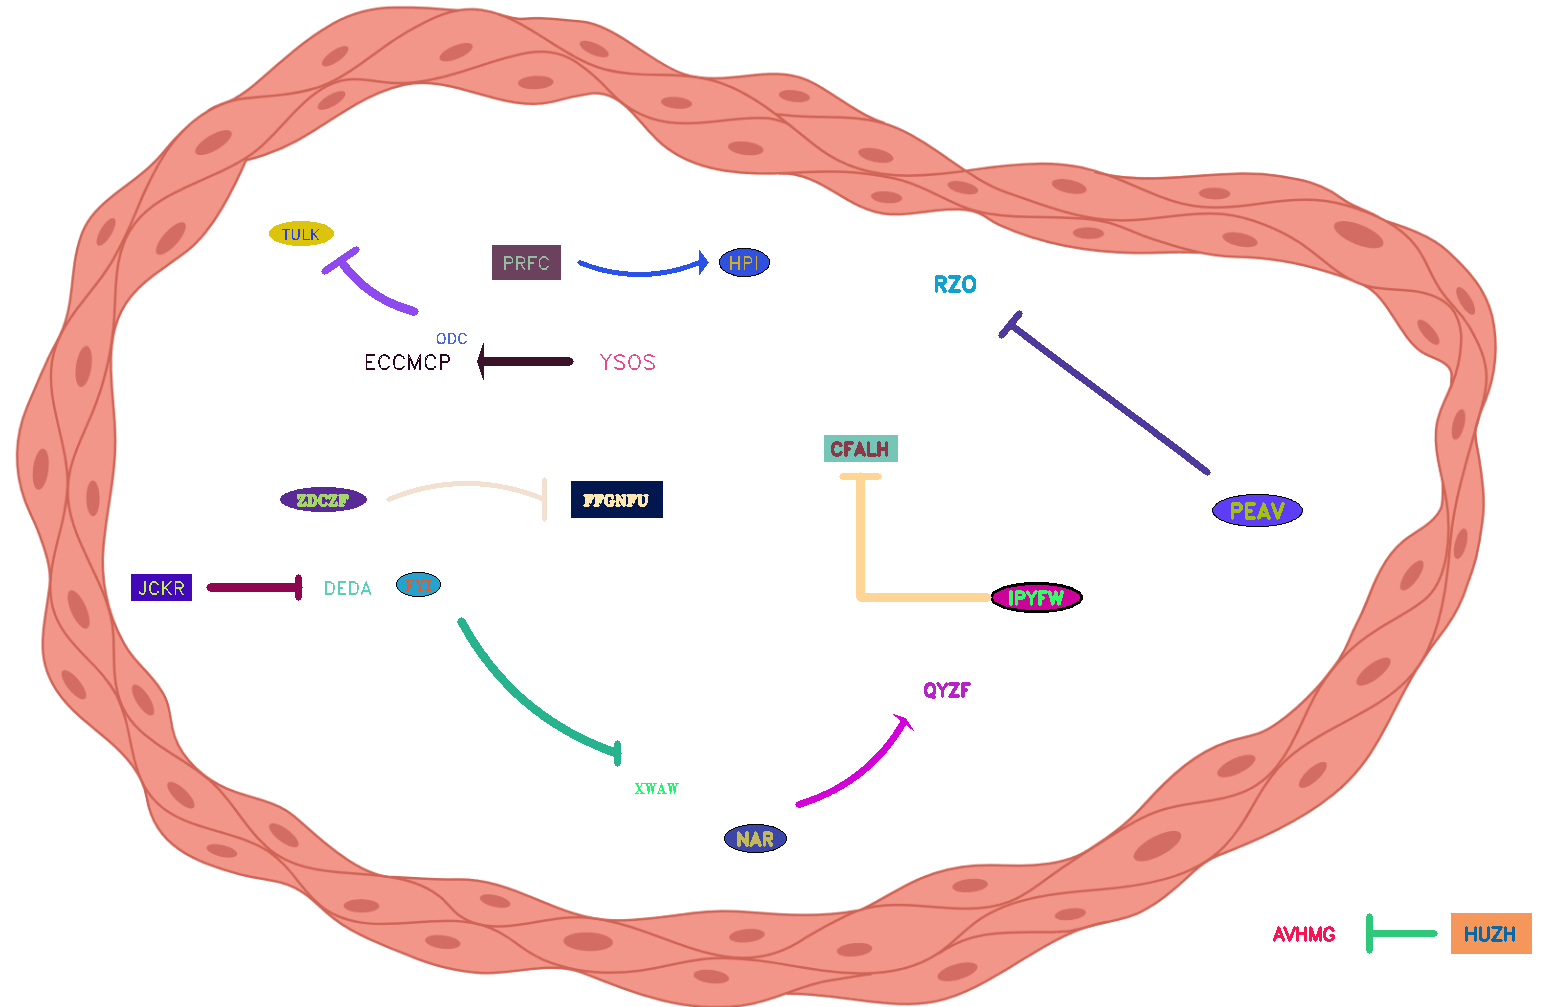 TULK
PRFC
HPI
RZO
ODC
ECCMCP
YSOS
CFALH
ZDCZF
FFGNFU
PEAV
JCKR
DEDA
IPYFW
QYZF
XWAW
NAR
AVHMG
HUZH